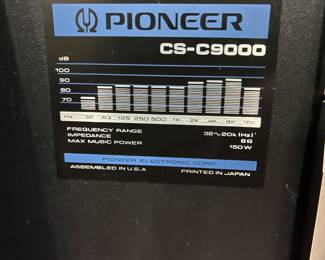 PIONEER
CS-C9000
dB
100
90
80
70
Hz 32 63 125 250 500 1K 2K 4K 8K 16K
FREQUENCY RANGE 32~20k (Hz)
IMPEDANCE 6Ω
MAX MUSIC POWER 150W
PIONEER ELECTRONIC CORP.
ASSEMBLED IN U.S.A PRINTED IN JAPAN